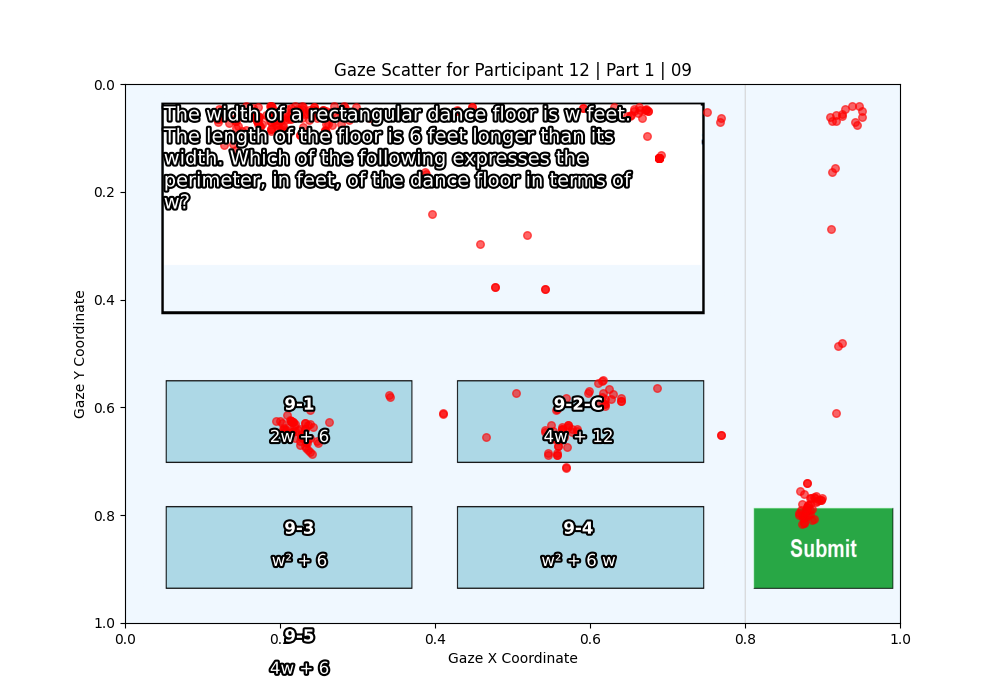 Gaze Scatter for Participant 12 | Part 1 | 09
The width of a rectangular dance floor is w feet.
The length of the floor is 6 feet longer than its
width. Which of the following expresses the
perimeter, in feet, of the dance floor in terms of
w?
9-1
2w + 6
9-2-C
4w + 12
9-3
w² + 6
9-4
w² + 6 w
Submit
9-5
4w + 6
0.0
0.2
0.4
0.6
0.8
1.0
Gaze Y Coordinate
0.0
0.2
0.4
0.6
0.8
1.0
Gaze X Coordinate